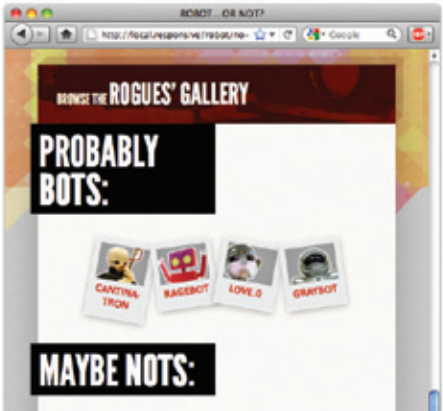 ROBOT... OR NOT?
http://local.responsive/robot/no-
Google
BROWSE THE ROGUES' GALLERY
PROBABLY
BOTS:
CANTINA-
TRON
RAGEBOT
LOVE.0
GRAYBOT
MAYBE NOTS: